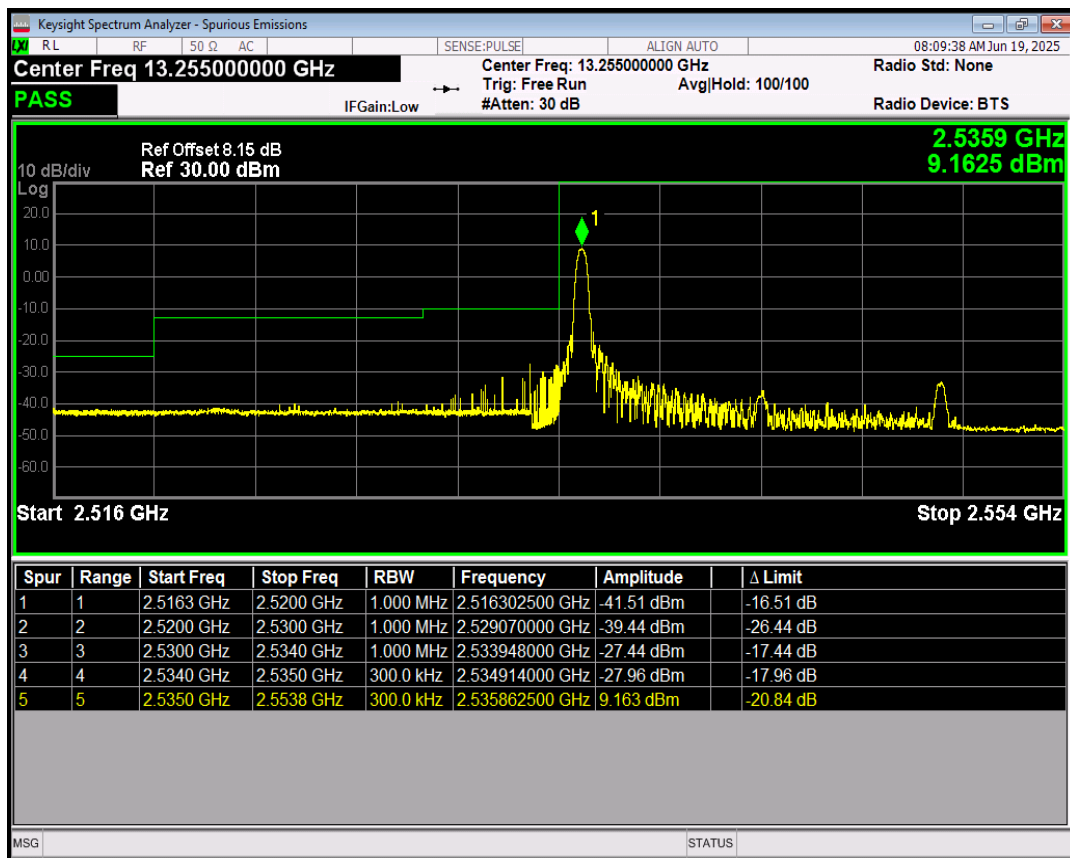 Keysight Spectrum Analyzer - Spurious Emissions
LXI RL RF 50 Ω AC SENSE:PULSE ALIGN AUTO 08:09:38 AM Jun 19, 2025
Center Freq 13.255000000 GHz Center Freq: 13.255000000 GHz Radio Std: None
Trig: Free Run Avg|Hold: 100/100
PASS IFGain:Low #Atten: 30 dB Radio Device: BTS
2.5359 GHz
Ref Offset 8.15 dB
10 dB/div Ref 30.00 dBm 9.1625 dBm
Log
20.0
1
10.0
0.00
-10.0
-20.0
-30.0
-40.0
-50.0
-60.0
Start 2.516 GHz Stop 2.554 GHz
Spur Range Start Freq Stop Freq RBW Frequency Amplitude Δ Limit
1 1 2.5163 GHz 2.5200 GHz 1.000 MHz 2.516302500 GHz -41.51 dBm -16.51 dB
2 2 2.5200 GHz 2.5300 GHz 1.000 MHz 2.529070000 GHz -39.44 dBm -26.44 dB
3 3 2.5300 GHz 2.5340 GHz 1.000 MHz 2.533948000 GHz -27.44 dBm -17.44 dB
4 4 2.5340 GHz 2.5350 GHz 300.0 kHz 2.534914000 GHz -27.96 dBm -17.96 dB
5 5 2.5350 GHz 2.5538 GHz 300.0 kHz 2.535862500 GHz 9.163 dBm -20.84 dB
MSG STATUS